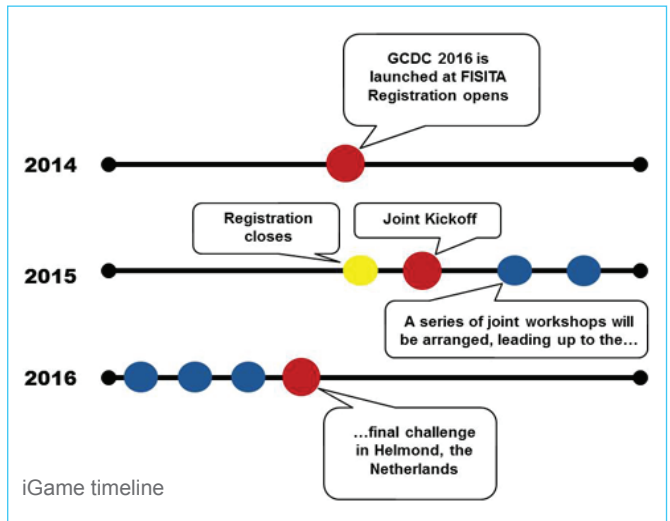 GCDC 2016 is
launched at FISITA
Registration opens
2014
Registration
closes
Joint Kickoff
2015
A series of joint workshops will
be arranged, leading up to the…
2016
…final challenge
in Helmond, the
Netherlands
iGame timeline